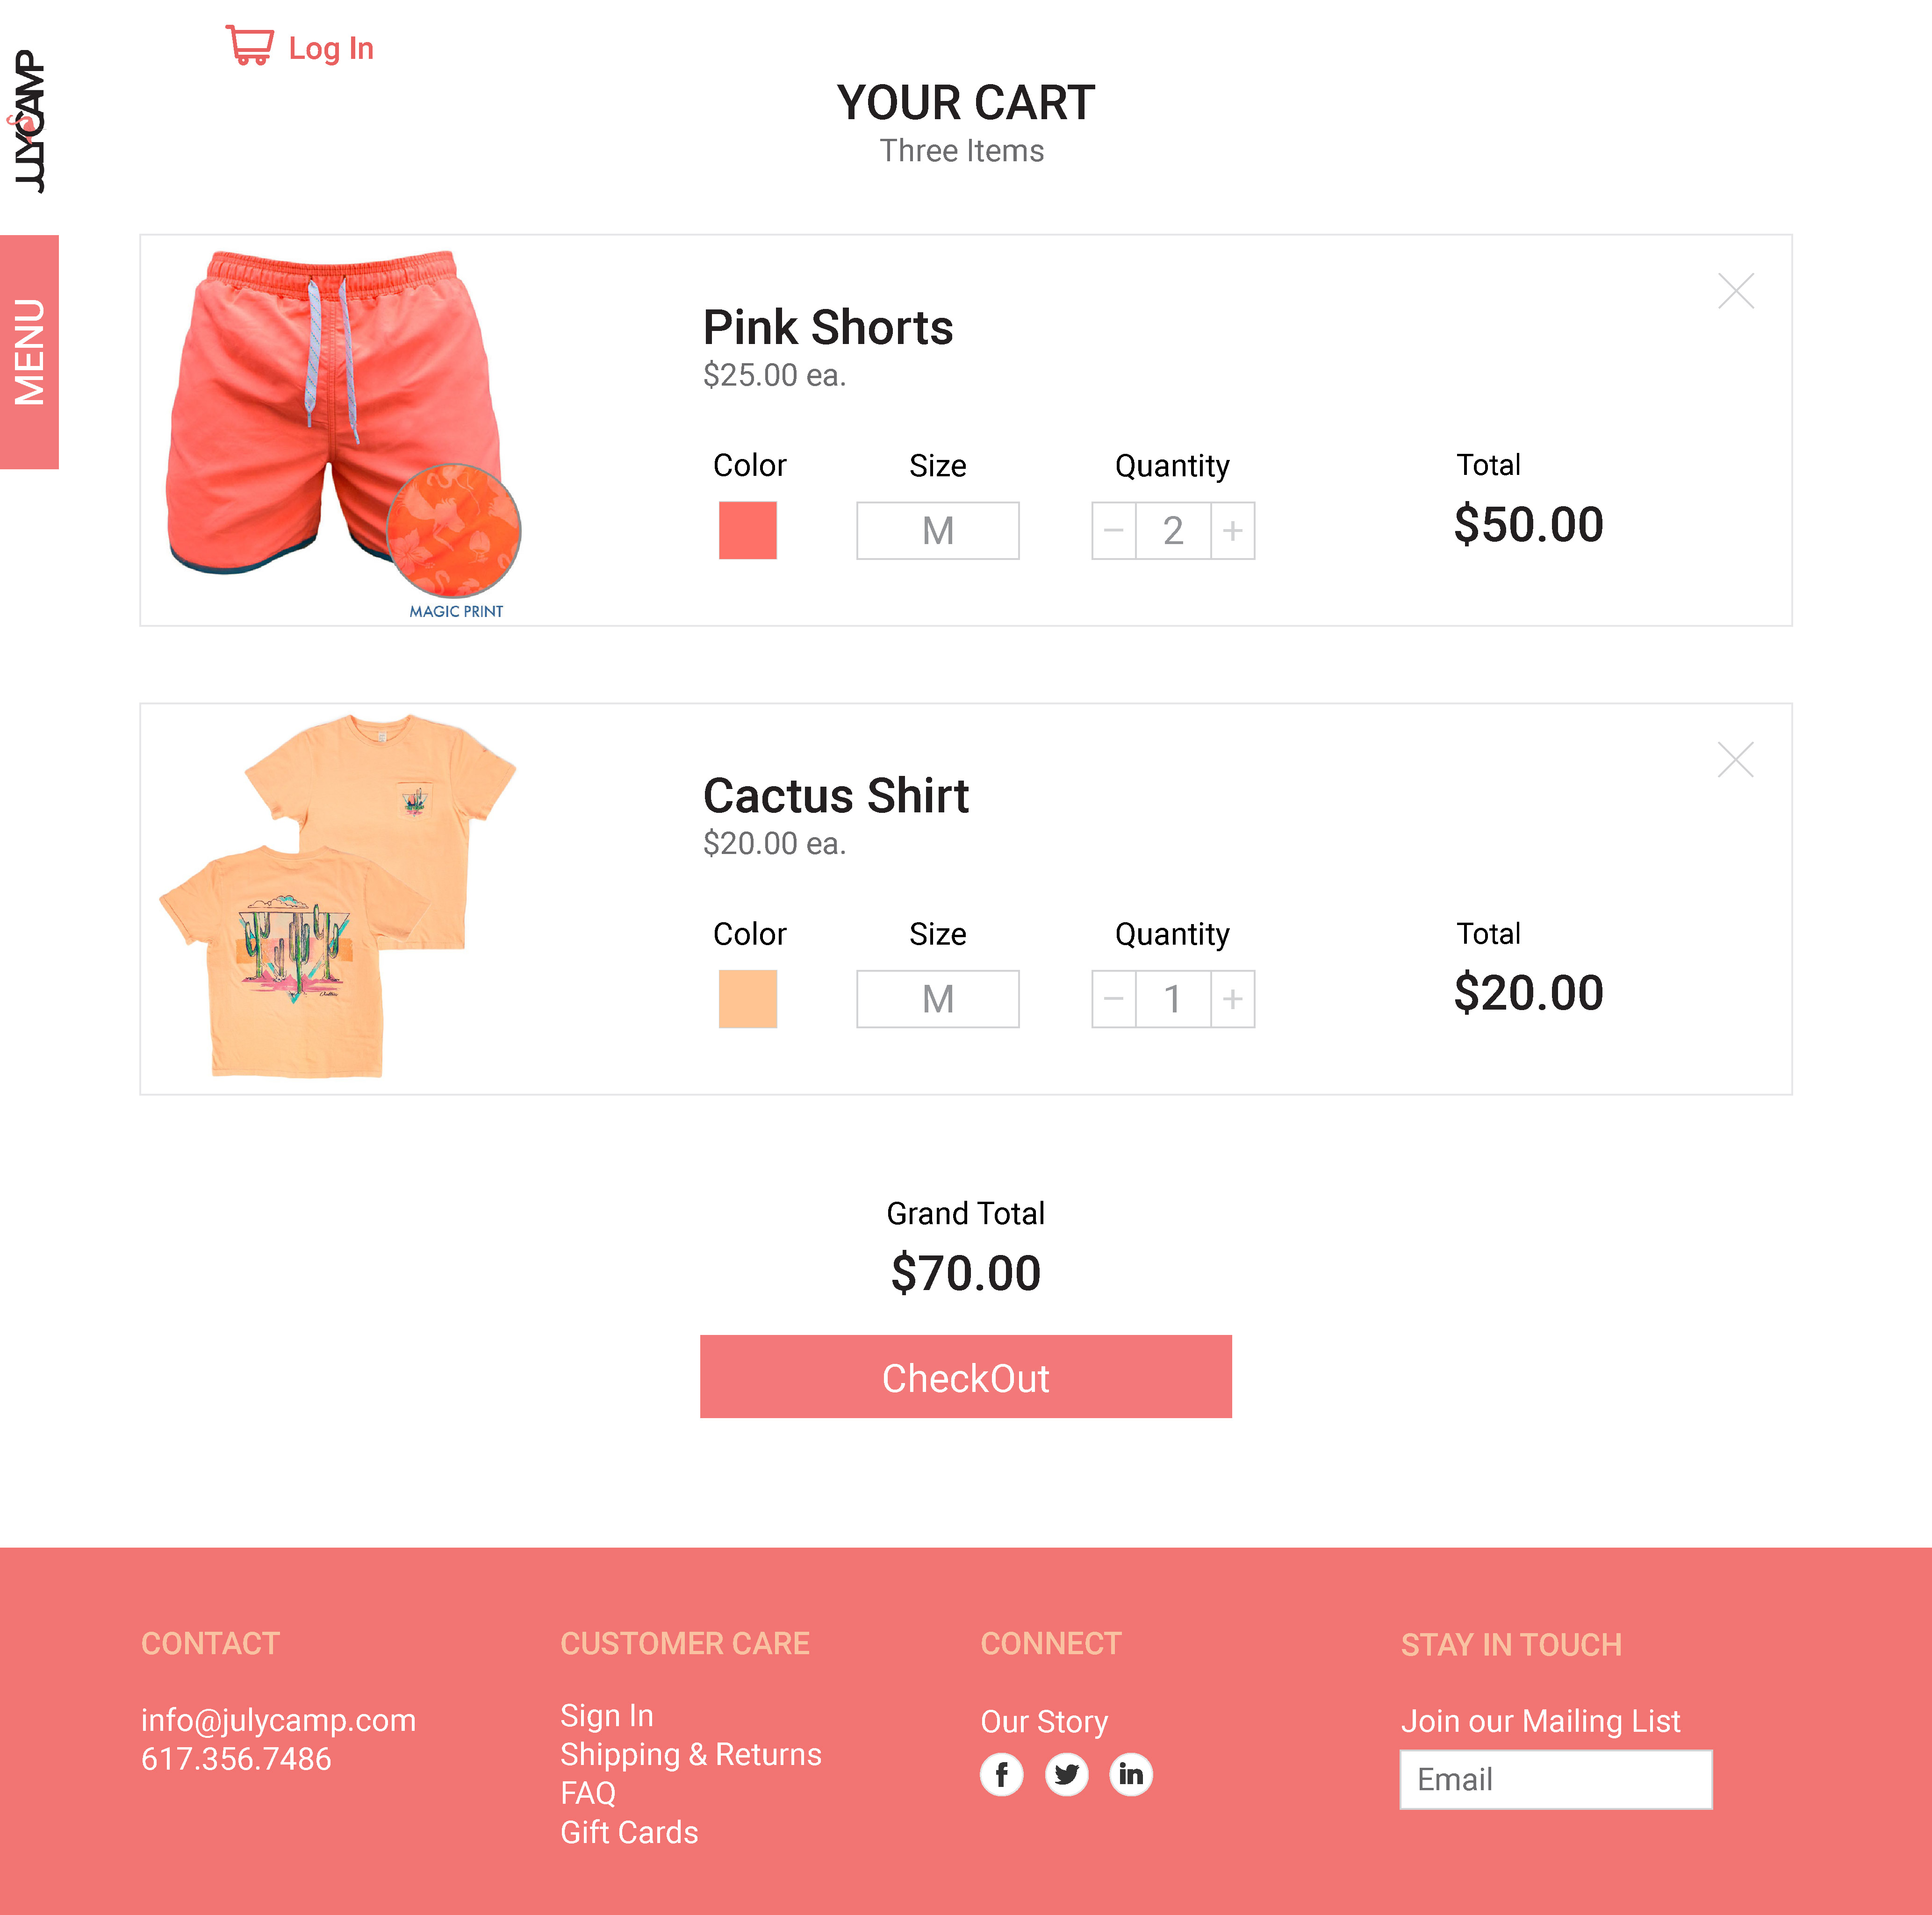 Log In
JULYCAMP
YOUR CART
Three Items
MENU
Pink Shorts
$25.00 ea.
Color Size Quantity Total
M − 2 + $50.00
MAGIC PRINT
Cactus Shirt
$20.00 ea.
Color Size Quantity Total
M − 1 + $20.00
Grand Total
$70.00
CheckOut
CONTACT
info@julycamp.com
617.356.7486
CUSTOMER CARE
Sign In
Shipping & Returns
FAQ
Gift Cards
CONNECT
Our Story
f in
STAY IN TOUCH
Join our Mailing List
Email